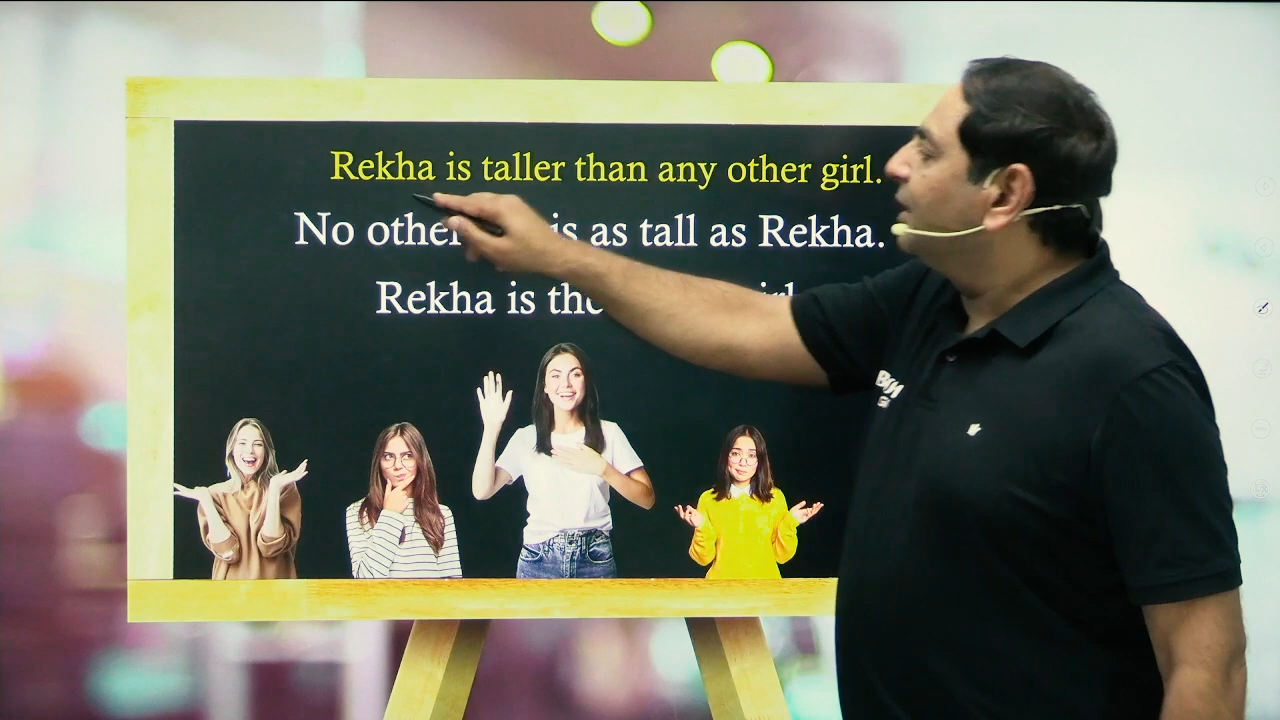 Rekha is taller than any other girl.
No other is as tall as Rekha.
Rekha is the